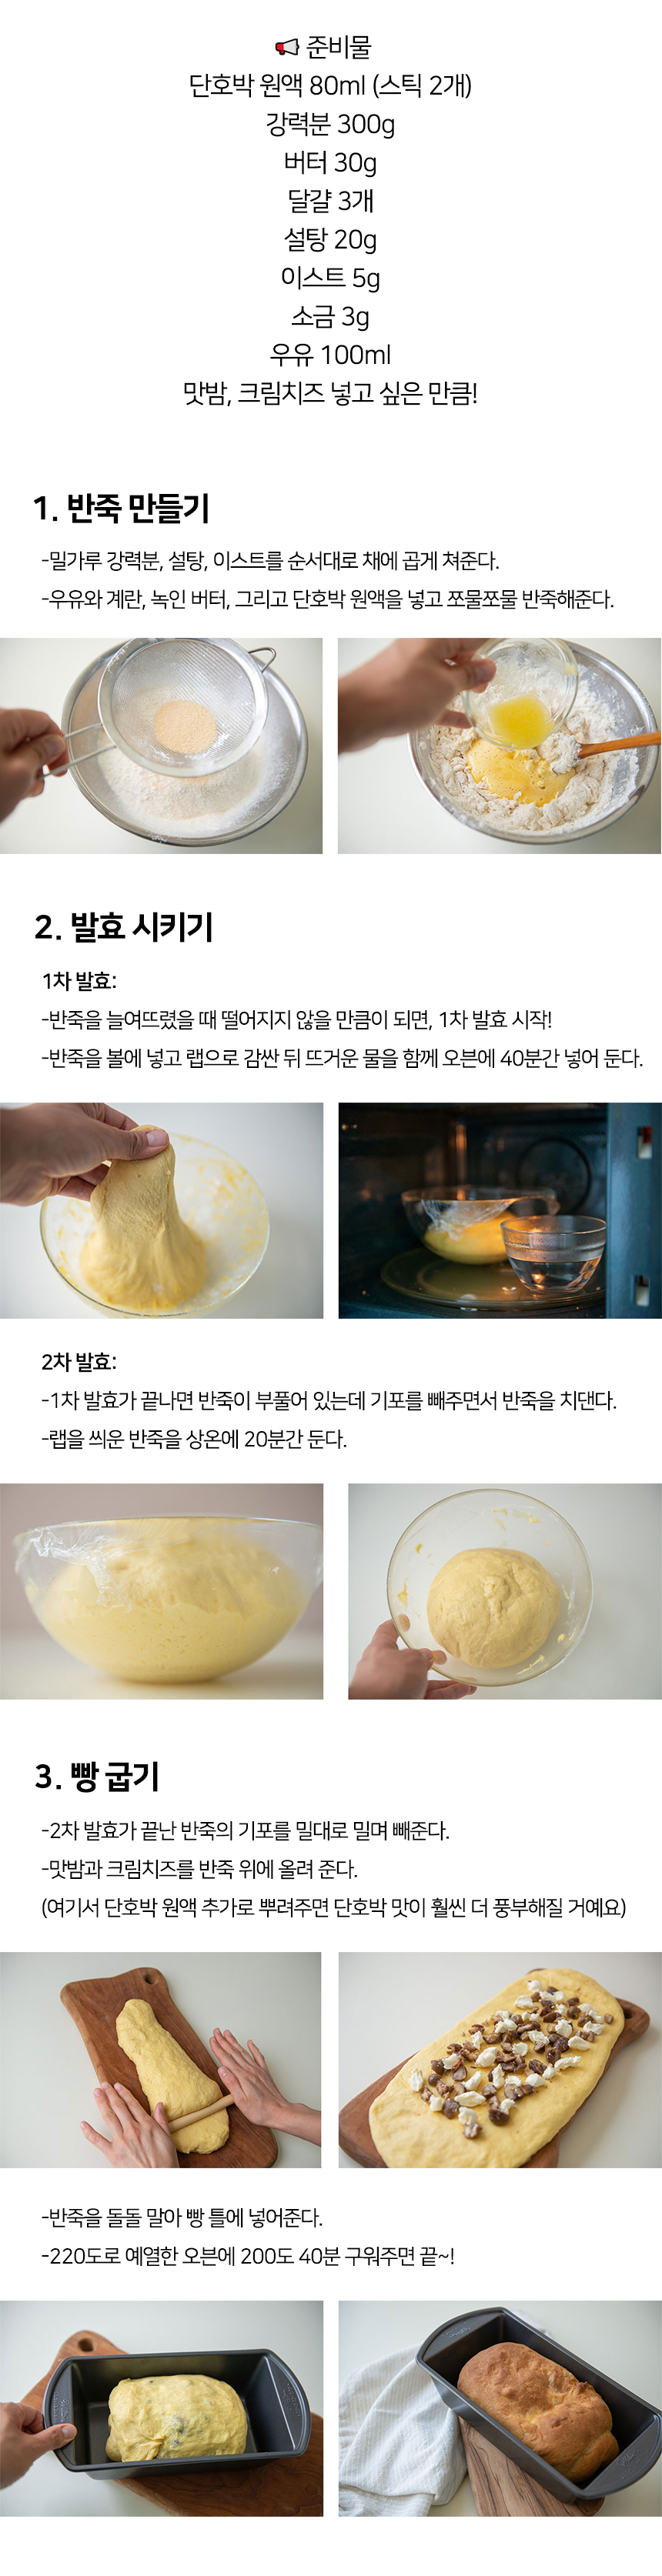 준비물
단호박 원액 80ml (스틱 2개)
강력분 300g
버터 30g
달걀 3개
설탕 20g
이스트 5g
소금 3g
우유 100ml
맛밤, 크림치즈 넣고 싶은 만큼!
1. 반죽 만들기
-밀가루 강력분, 설탕, 이스트를 순서대로 채에 곱게 쳐준다.
-우유와 계란, 녹인 버터, 그리고 단호박 원액을 넣고 쪼물쪼물 반죽해준다.
2. 발효 시키기
1차 발효:
-반죽을 늘여뜨렸을 때 떨어지지 않을 만큼이 되면, 1차 발효 시작!
-반죽을 볼에 넣고 랩으로 감싼 뒤 뜨거운 물을 함께 오븐에 40분간 넣어 둔다.
2차 발효:
-1차 발효가 끝나면 반죽이 부풀어 있는데 기포를 빼주면서 반죽을 치댄다.
-랩을 씌운 반죽을 상온에 20분간 둔다.
3. 빵 굽기
-2차 발효가 끝난 반죽의 기포를 밀대로 밀며 빼준다.
-맛밤과 크림치즈를 반죽 위에 올려 준다.
(여기서 단호박 원액 추가로 뿌려주면 단호박 맛이 훨씬 더 풍부해질 거예요)
-반죽을 돌돌 말아 빵 틀에 넣어준다.
-220도로 예열한 오븐에 200도 40분 구워주면 끝~!